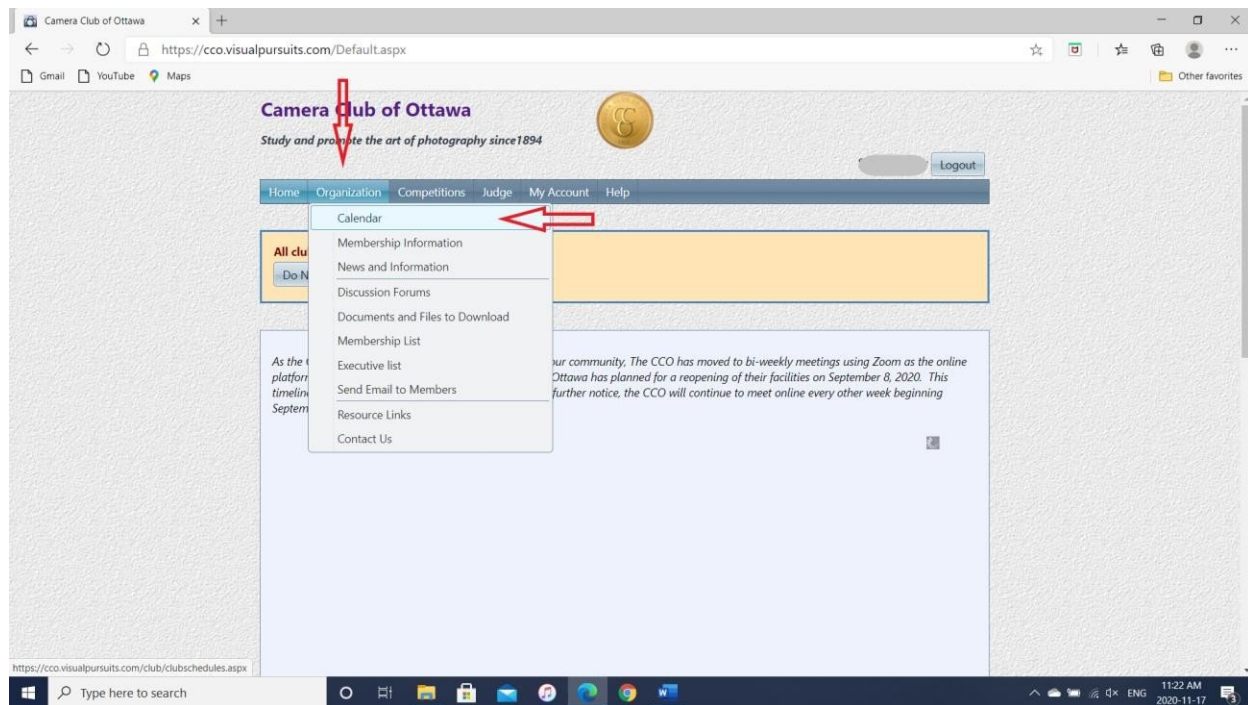 Camera Club of Ottawa
https://cco.visualpursuits.com/Default.aspx
Gmail YouTube Maps Other favorites
Camera Club of Ottawa
Study and promote the art of photography since1894
Logout
Home Organization Competitions Judge My Account Help
Calendar
Membership Information
All clu
News and Information
Do N
Discussion Forums
Documents and Files to Download
Membership List
As the ur community, The CCO has moved to bi-weekly meetings using Zoom as the online
Executive list
platfor Ottawa has planned for a reopening of their facilities on September 8, 2020. This
Send Email to Members
timelin further notice, the CCO will continue to meet online every other week beginning
Septem
Resource Links
Contact Us
https://cco.visualpursuits.com/club/clubschedules.aspx
Type here to search
ENG 11:22 AM
2020-11-17